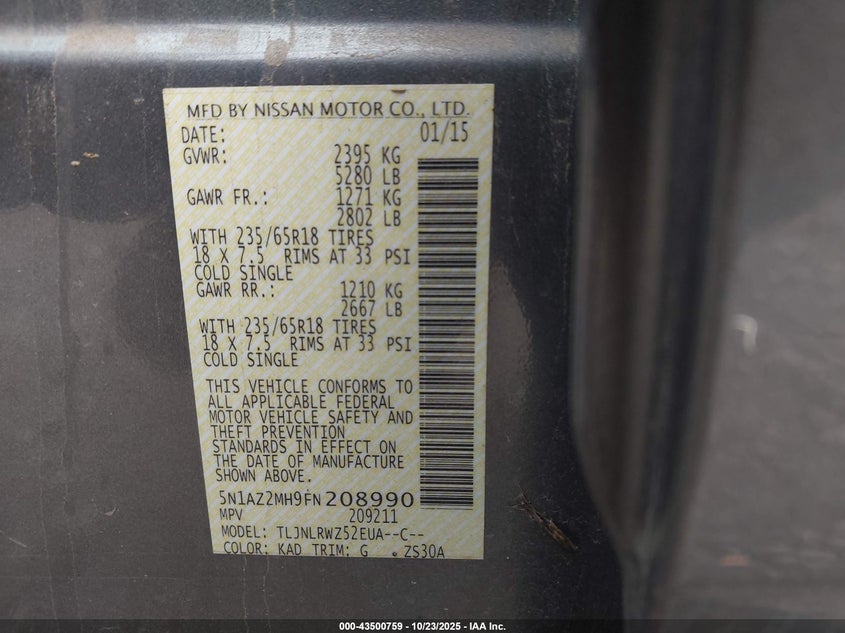 MFD BY NISSAN MOTOR CO., LTD.
DATE: 01/15
GVWR: 2395 KG
5280 LB
GAWR FR.: 1271 KG
2802 LB
WITH 235/65R18 TIRES
18 X 7.5 RIMS AT 33 PSI
COLD SINGLE
GAWR RR.: 1210 KG
2667 LB
WITH 235/65R18 TIRES
18 X 7.5 RIMS AT 33 PSI
COLD SINGLE
THIS VEHICLE CONFORMS TO
ALL APPLICABLE FEDERAL
MOTOR VEHICLE SAFETY AND
THEFT PREVENTION
STANDARDS IN EFFECT ON
THE DATE OF MANUFACTURE
SHOWN ABOVE.
5N1AZ2MH9FN208990
MPV 209211
MODEL: TLJNLRWZ52EUA--C--
COLOR: KAD TRIM: G . ZS30A
000-43500759 - 10/23/2025 - IAA Inc.